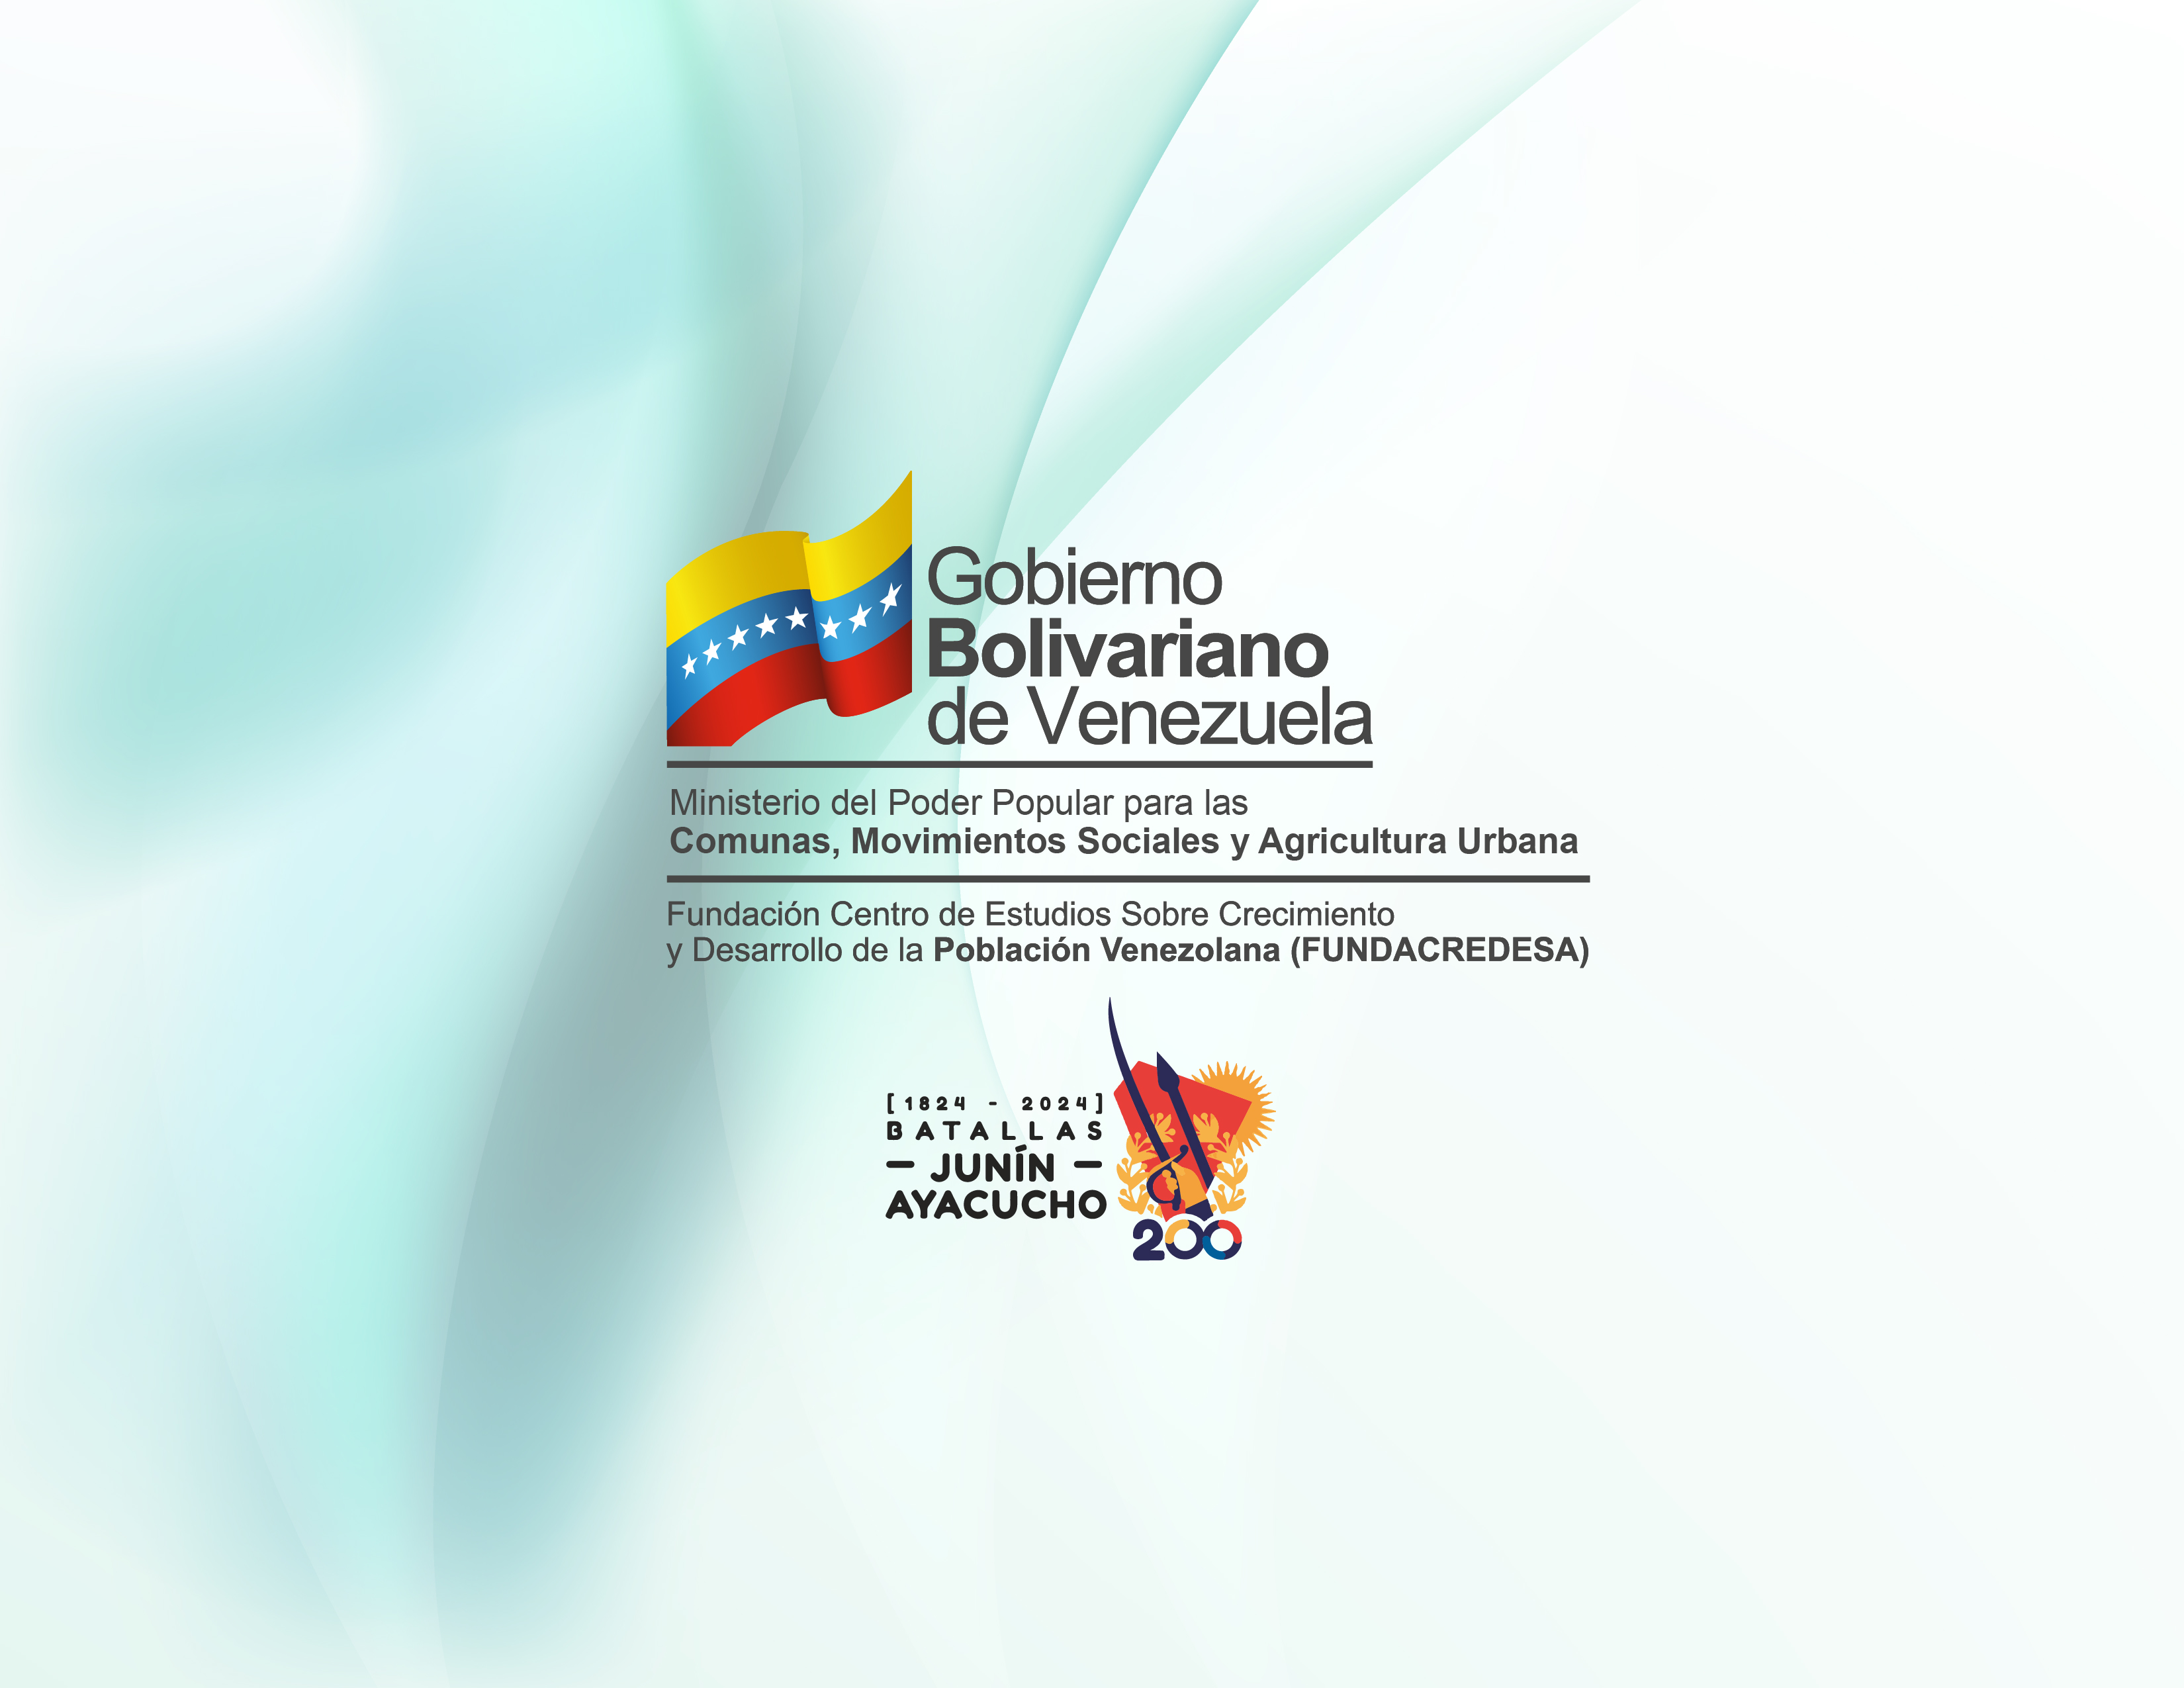 Gobierno
Bolivariano
de Venezuela
Ministerio del Poder Popular para las
Comunas, Movimientos Sociales y Agricultura Urbana
Fundación Centro de Estudios Sobre Crecimiento
y Desarrollo de la Población Venezolana (FUNDACREDESA)
[1824 - 2024]
BATALLAS
— JUNÍN —
AYACUCHO
200